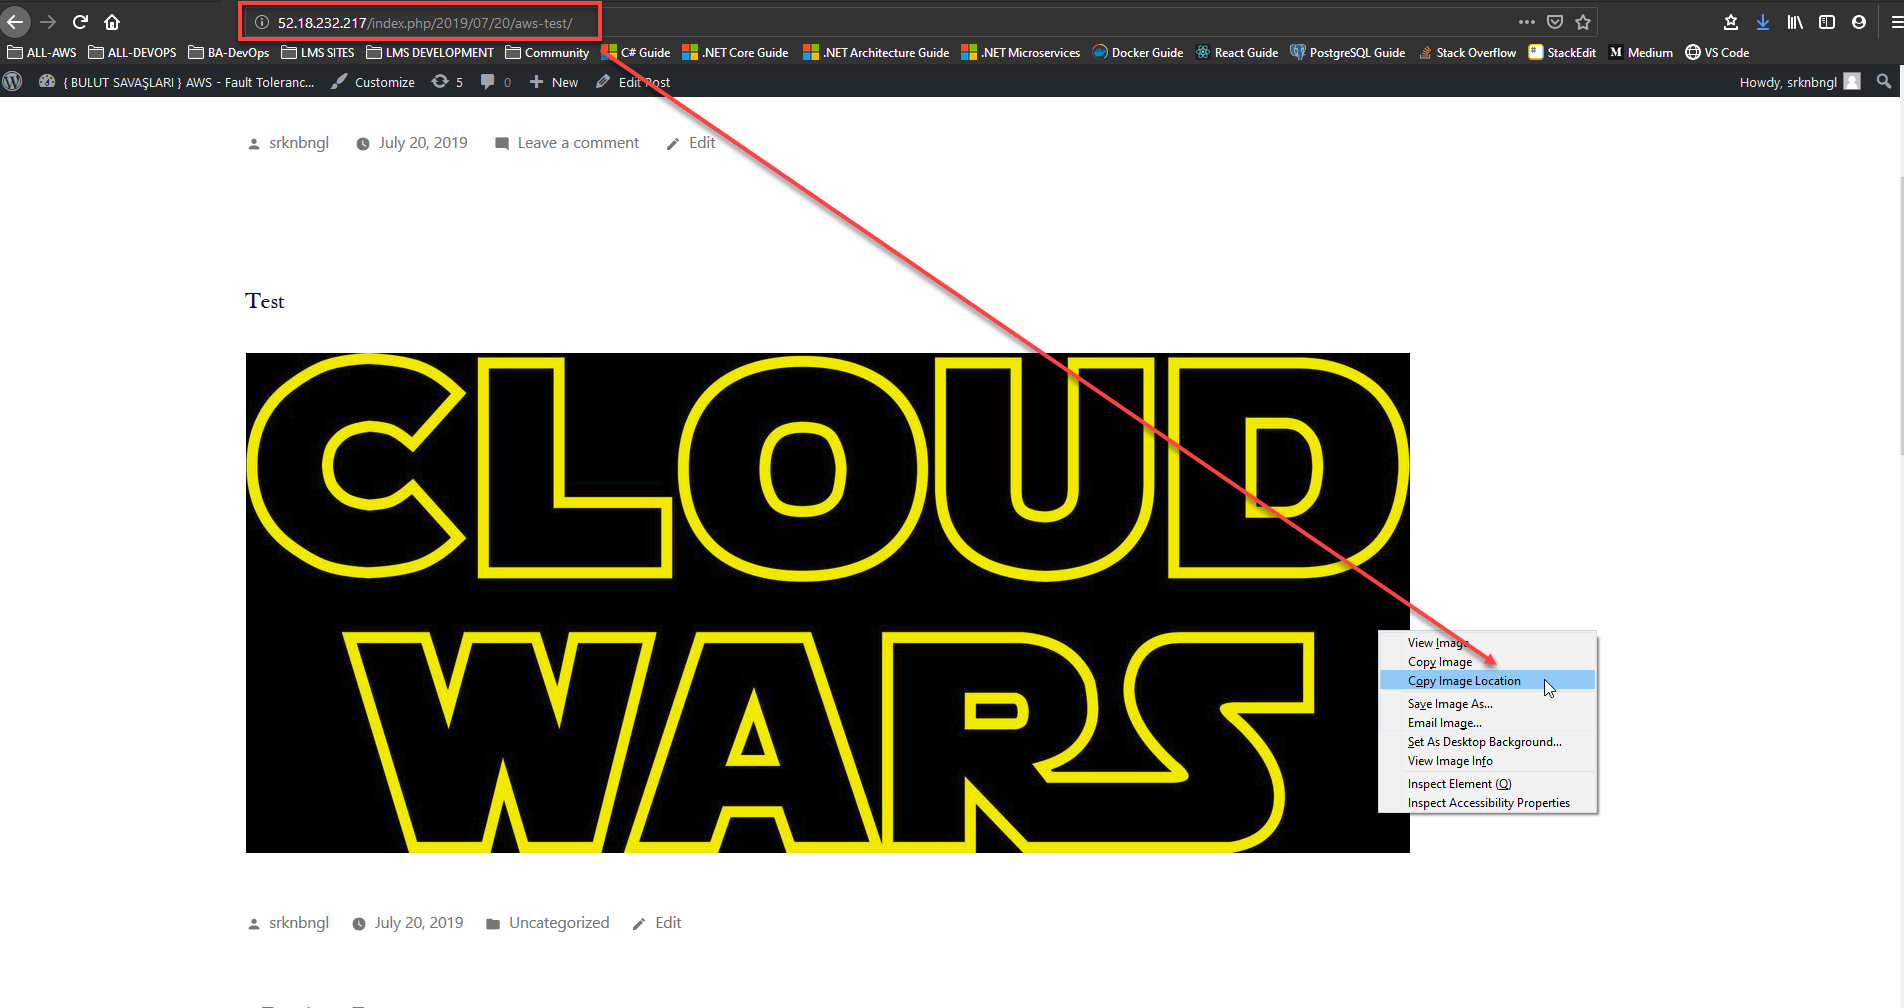 52.18.232.217/index.php/2019/07/20/aws-test/
ALL-AWS ALL-DEVOPS BA-DevOps LMS SITES LMS DEVELOPMENT Community C# Guide .NET Core Guide .NET Architecture Guide .NET Microservices Docker Guide React Guide PostgreSQL Guide Stack Overflow StackEdit Medium VS Code
{ BULUT SAVAŞLARI } AWS - Fault Toleranc... Customize 5 0 New Edit Post Howdy, srknbngl
srknbngl July 20, 2019 Leave a comment Edit
Test
CLOUD
WARS
View Image
Copy Image
Copy Image Location
Save Image As...
Email Image...
Set As Desktop Background...
View Image Info
Inspect Element (Q)
Inspect Accessibility Properties
srknbngl July 20, 2019 Uncategorized Edit